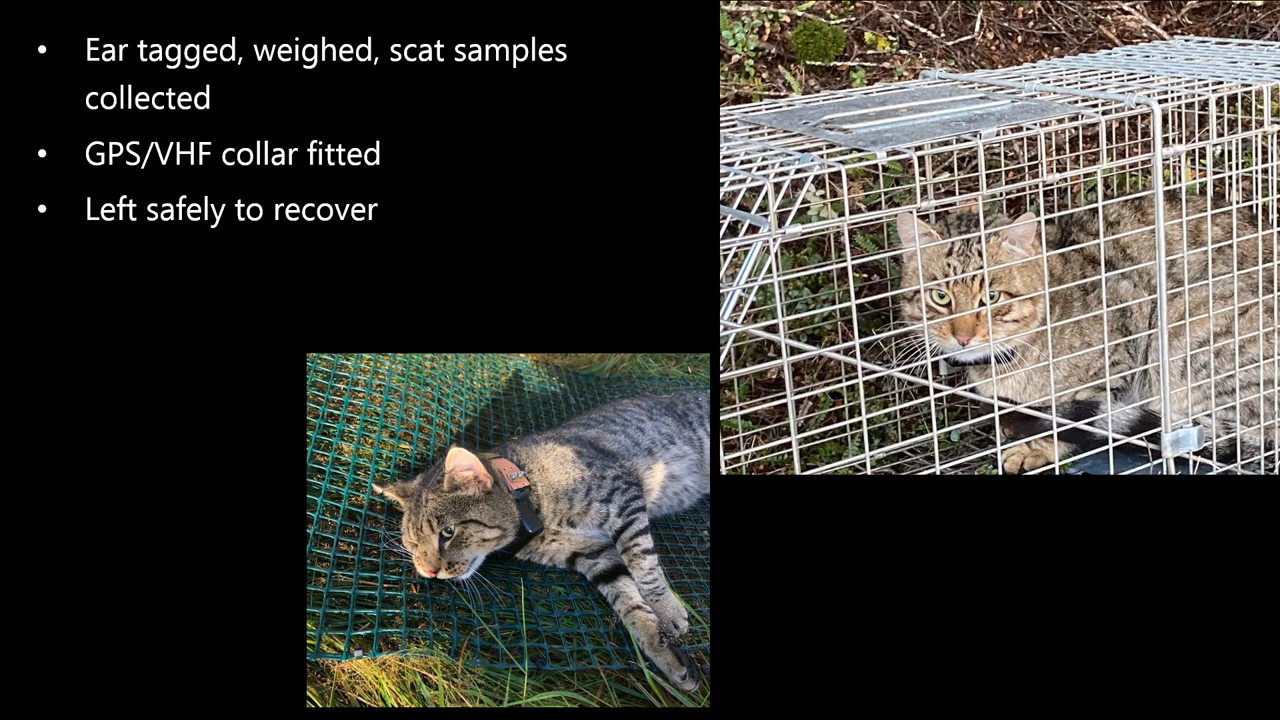 • Ear tagged, weighed, scat samples
collected
• GPS/VHF collar fitted
• Left safely to recover